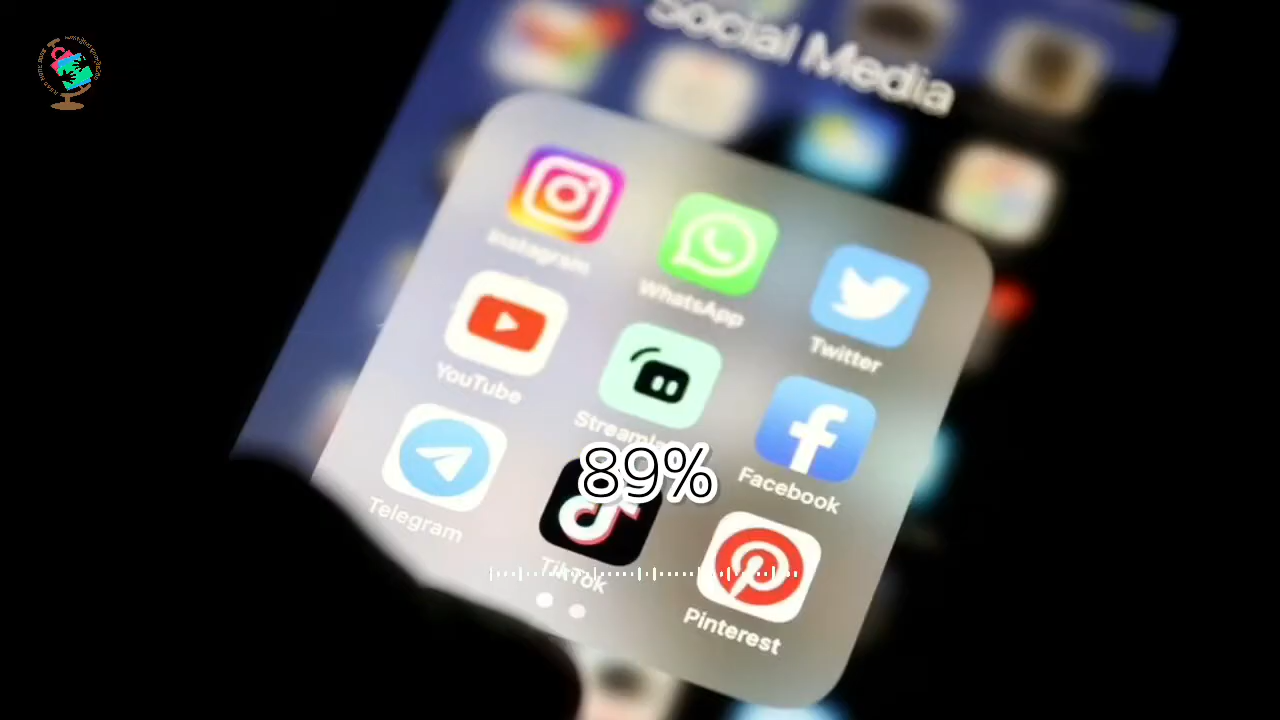 Social Media
Instagram
WhatsApp
Twitter
YouTube
Facebook
Telegram
89%
TikTok
Pinterest